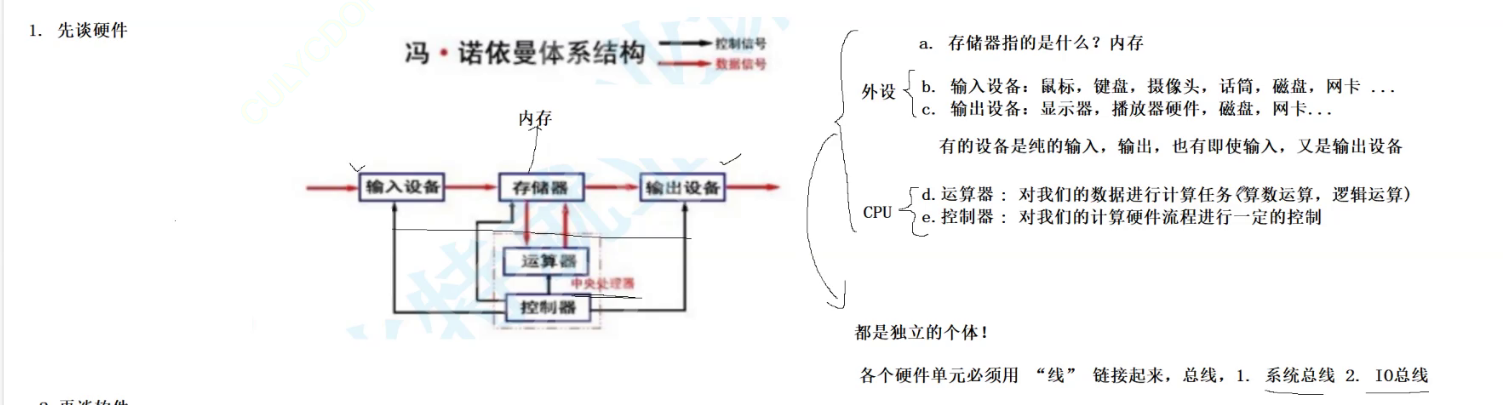 1. 先谈硬件
冯·诺依曼体系结构
控制信号
数据信号
内存
输入设备
存储器
输出设备
运算器
中央处理器
控制器
a. 存储器指的是什么？内存
外设
b. 输入设备：鼠标，键盘，摄像头，话筒，磁盘，网卡 ...
c. 输出设备：显示器，播放器硬件，磁盘，网卡...
有的设备是纯的输入，输出，也有即使输入，又是输出设备
CPU
d.运算器 : 对我们的数据进行计算任务(算数运算，逻辑运算)
e.控制器 : 对我们的计算硬件流程进行一定的控制
都是独立的个体!
各个硬件单元必须用 “线” 链接起来，总线，1. 系统总线 2. IO总线